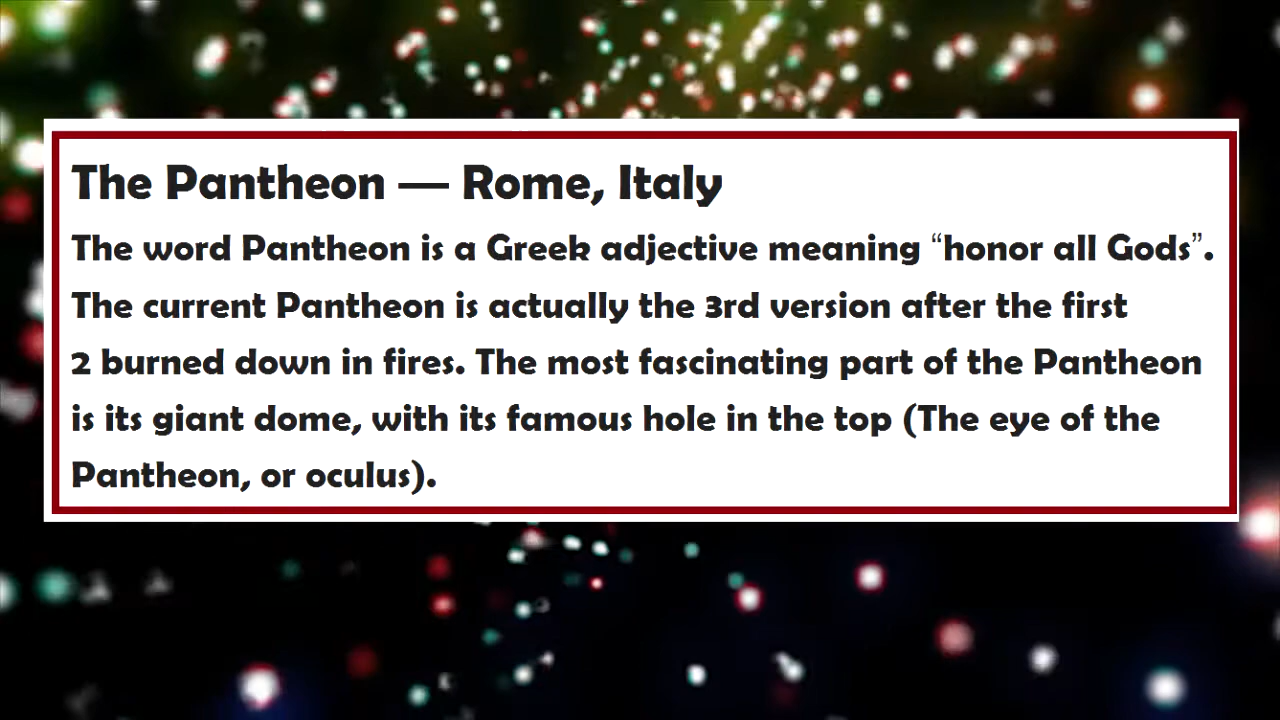 The Pantheon — Rome, Italy
The word Pantheon is a Greek adjective meaning “honor all Gods”.
The current Pantheon is actually the 3rd version after the first
2 burned down in fires. The most fascinating part of the Pantheon
is its giant dome, with its famous hole in the top (The eye of the
Pantheon, or oculus).